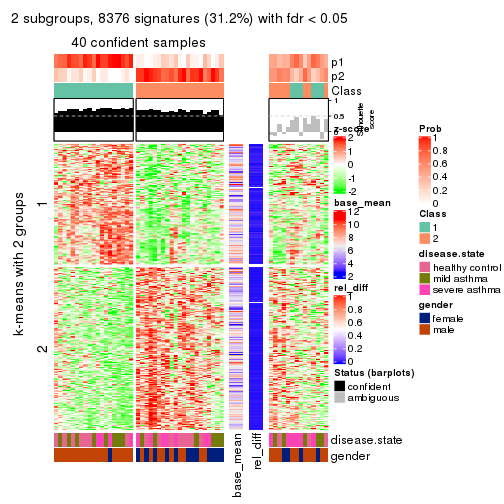 2 subgroups, 8376 signatures (31.2%) with fdr < 0.05
40 confident samples
p1
p2
Class
1
0.5
0
Silhouette
score
k-means with 2 groups
1
2
z-score
2
1
0
-1
-2
base_mean
12
10
8
6
4
2
rel_diff
1
0.8
0.6
0.4
0.2
0
Status (barplots)
confident
ambiguous
Prob
1
0.8
0.6
0.4
0.2
0
Class
1
2
disease.state
healthy control
mild asthma
severe asthma
gender
female
male
disease.state
gender
base_mean
rel_diff